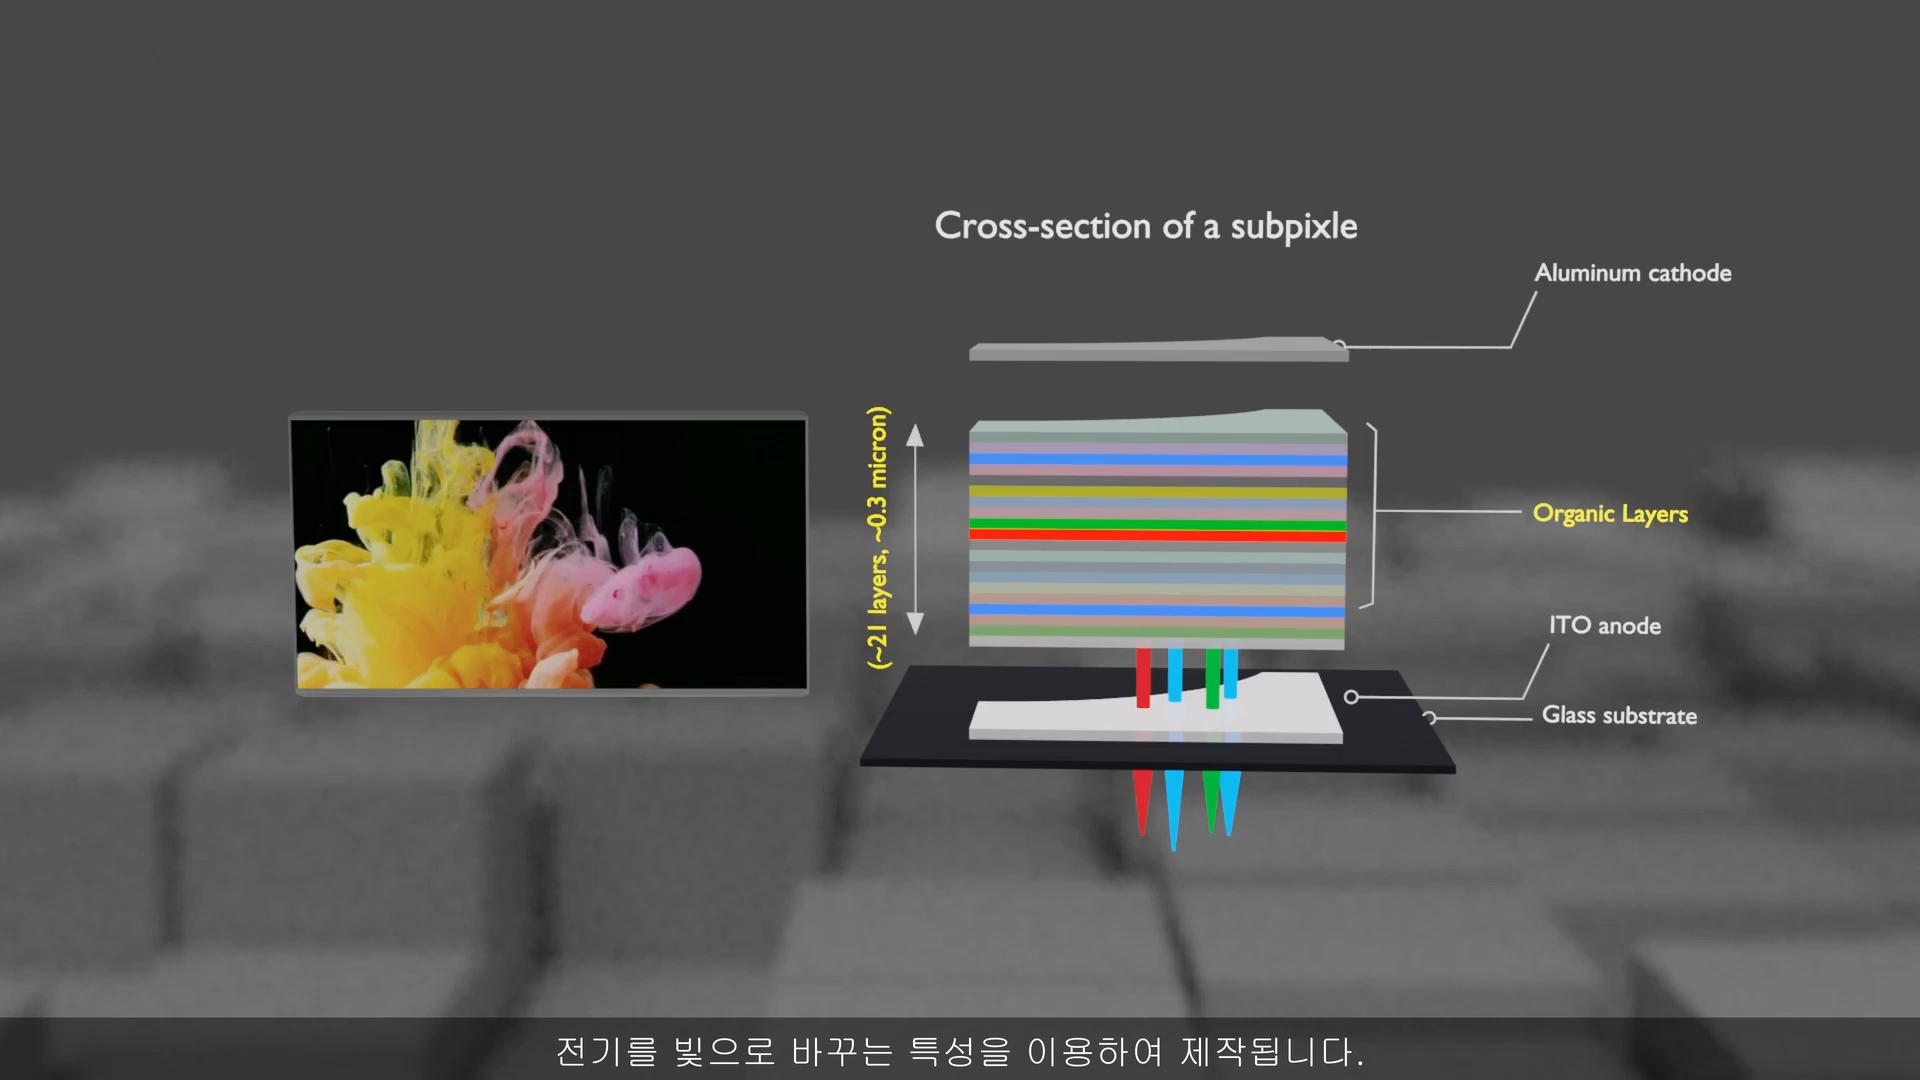 Cross-section of a subpixle
Aluminum cathode
(~21 layers, ~0.3 micron)
Organic Layers
ITO anode
Glass substrate
전기를 빛으로 바꾸는 특성을 이용하여 제작됩니다.